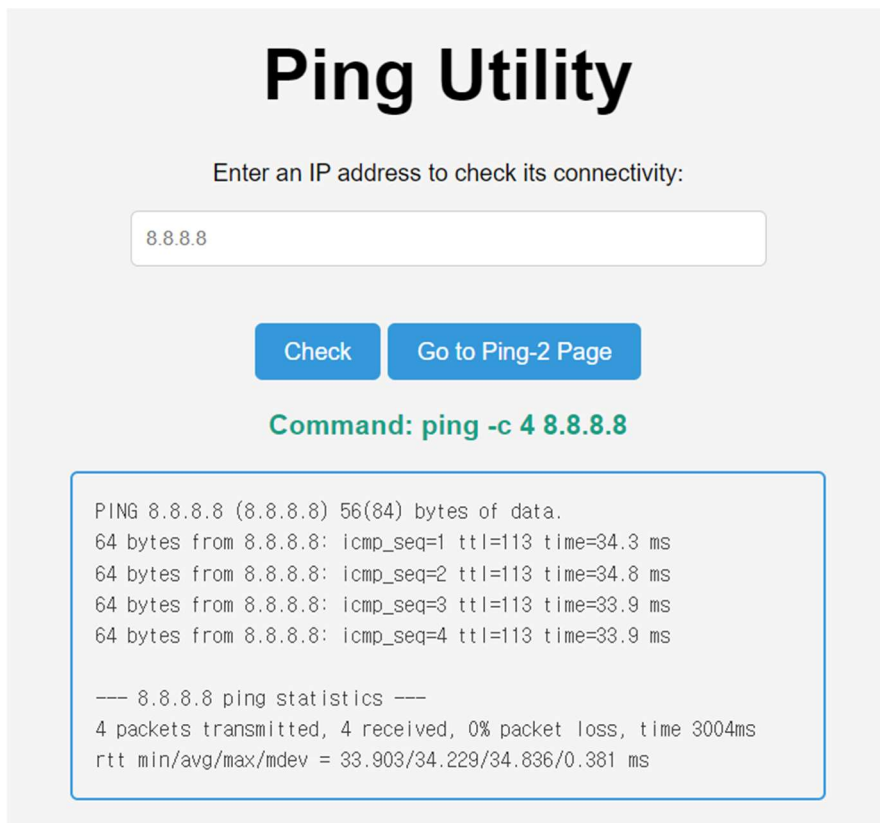 Ping Utility
Enter an IP address to check its connectivity:
8.8.8.8
Check
Go to Ping-2 Page
Command: ping -c 4 8.8.8.8
PING 8.8.8.8 (8.8.8.8) 56(84) bytes of data.
64 bytes from 8.8.8.8: icmp_seq=1 ttl=113 time=34.3 ms
64 bytes from 8.8.8.8: icmp_seq=2 ttl=113 time=34.8 ms
64 bytes from 8.8.8.8: icmp_seq=3 ttl=113 time=33.9 ms
64 bytes from 8.8.8.8: icmp_seq=4 ttl=113 time=33.9 ms
--- 8.8.8.8 ping statistics ---
4 packets transmitted, 4 received, 0% packet loss, time 3004ms
rtt min/avg/max/mdev = 33.903/34.229/34.836/0.381 ms